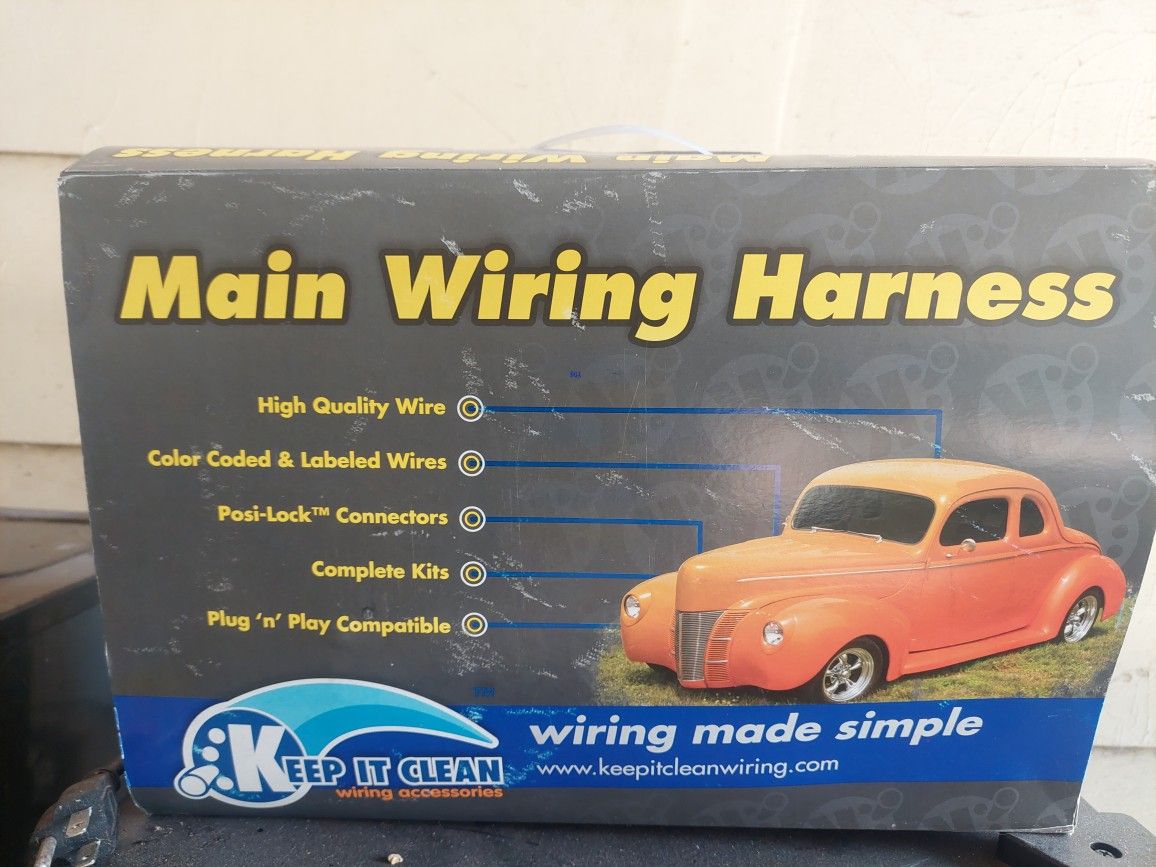 Main Wiring Harness
Main Wiring Harness
High Quality Wire
Color Coded & Labeled Wires
Posi-Lock™ Connectors
Complete Kits
Plug 'n' Play Compatible
TM
KEEP IT CLEAN
wiring accessories
wiring made simple
www.keepitcleanwiring.com